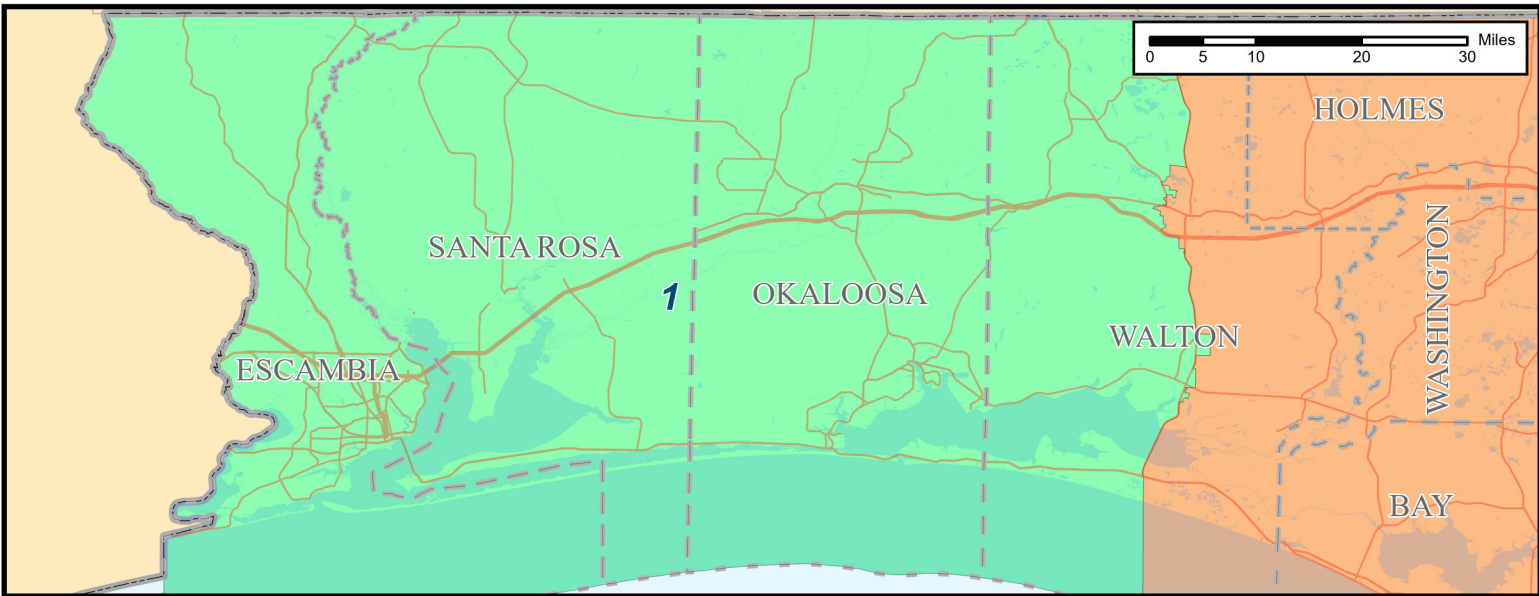 Miles
0 5 10 20 30
HOLMES
WASHINGTON
SANTA ROSA
1
OKALOOSA
WALTON
ESCAMBIA
BAY